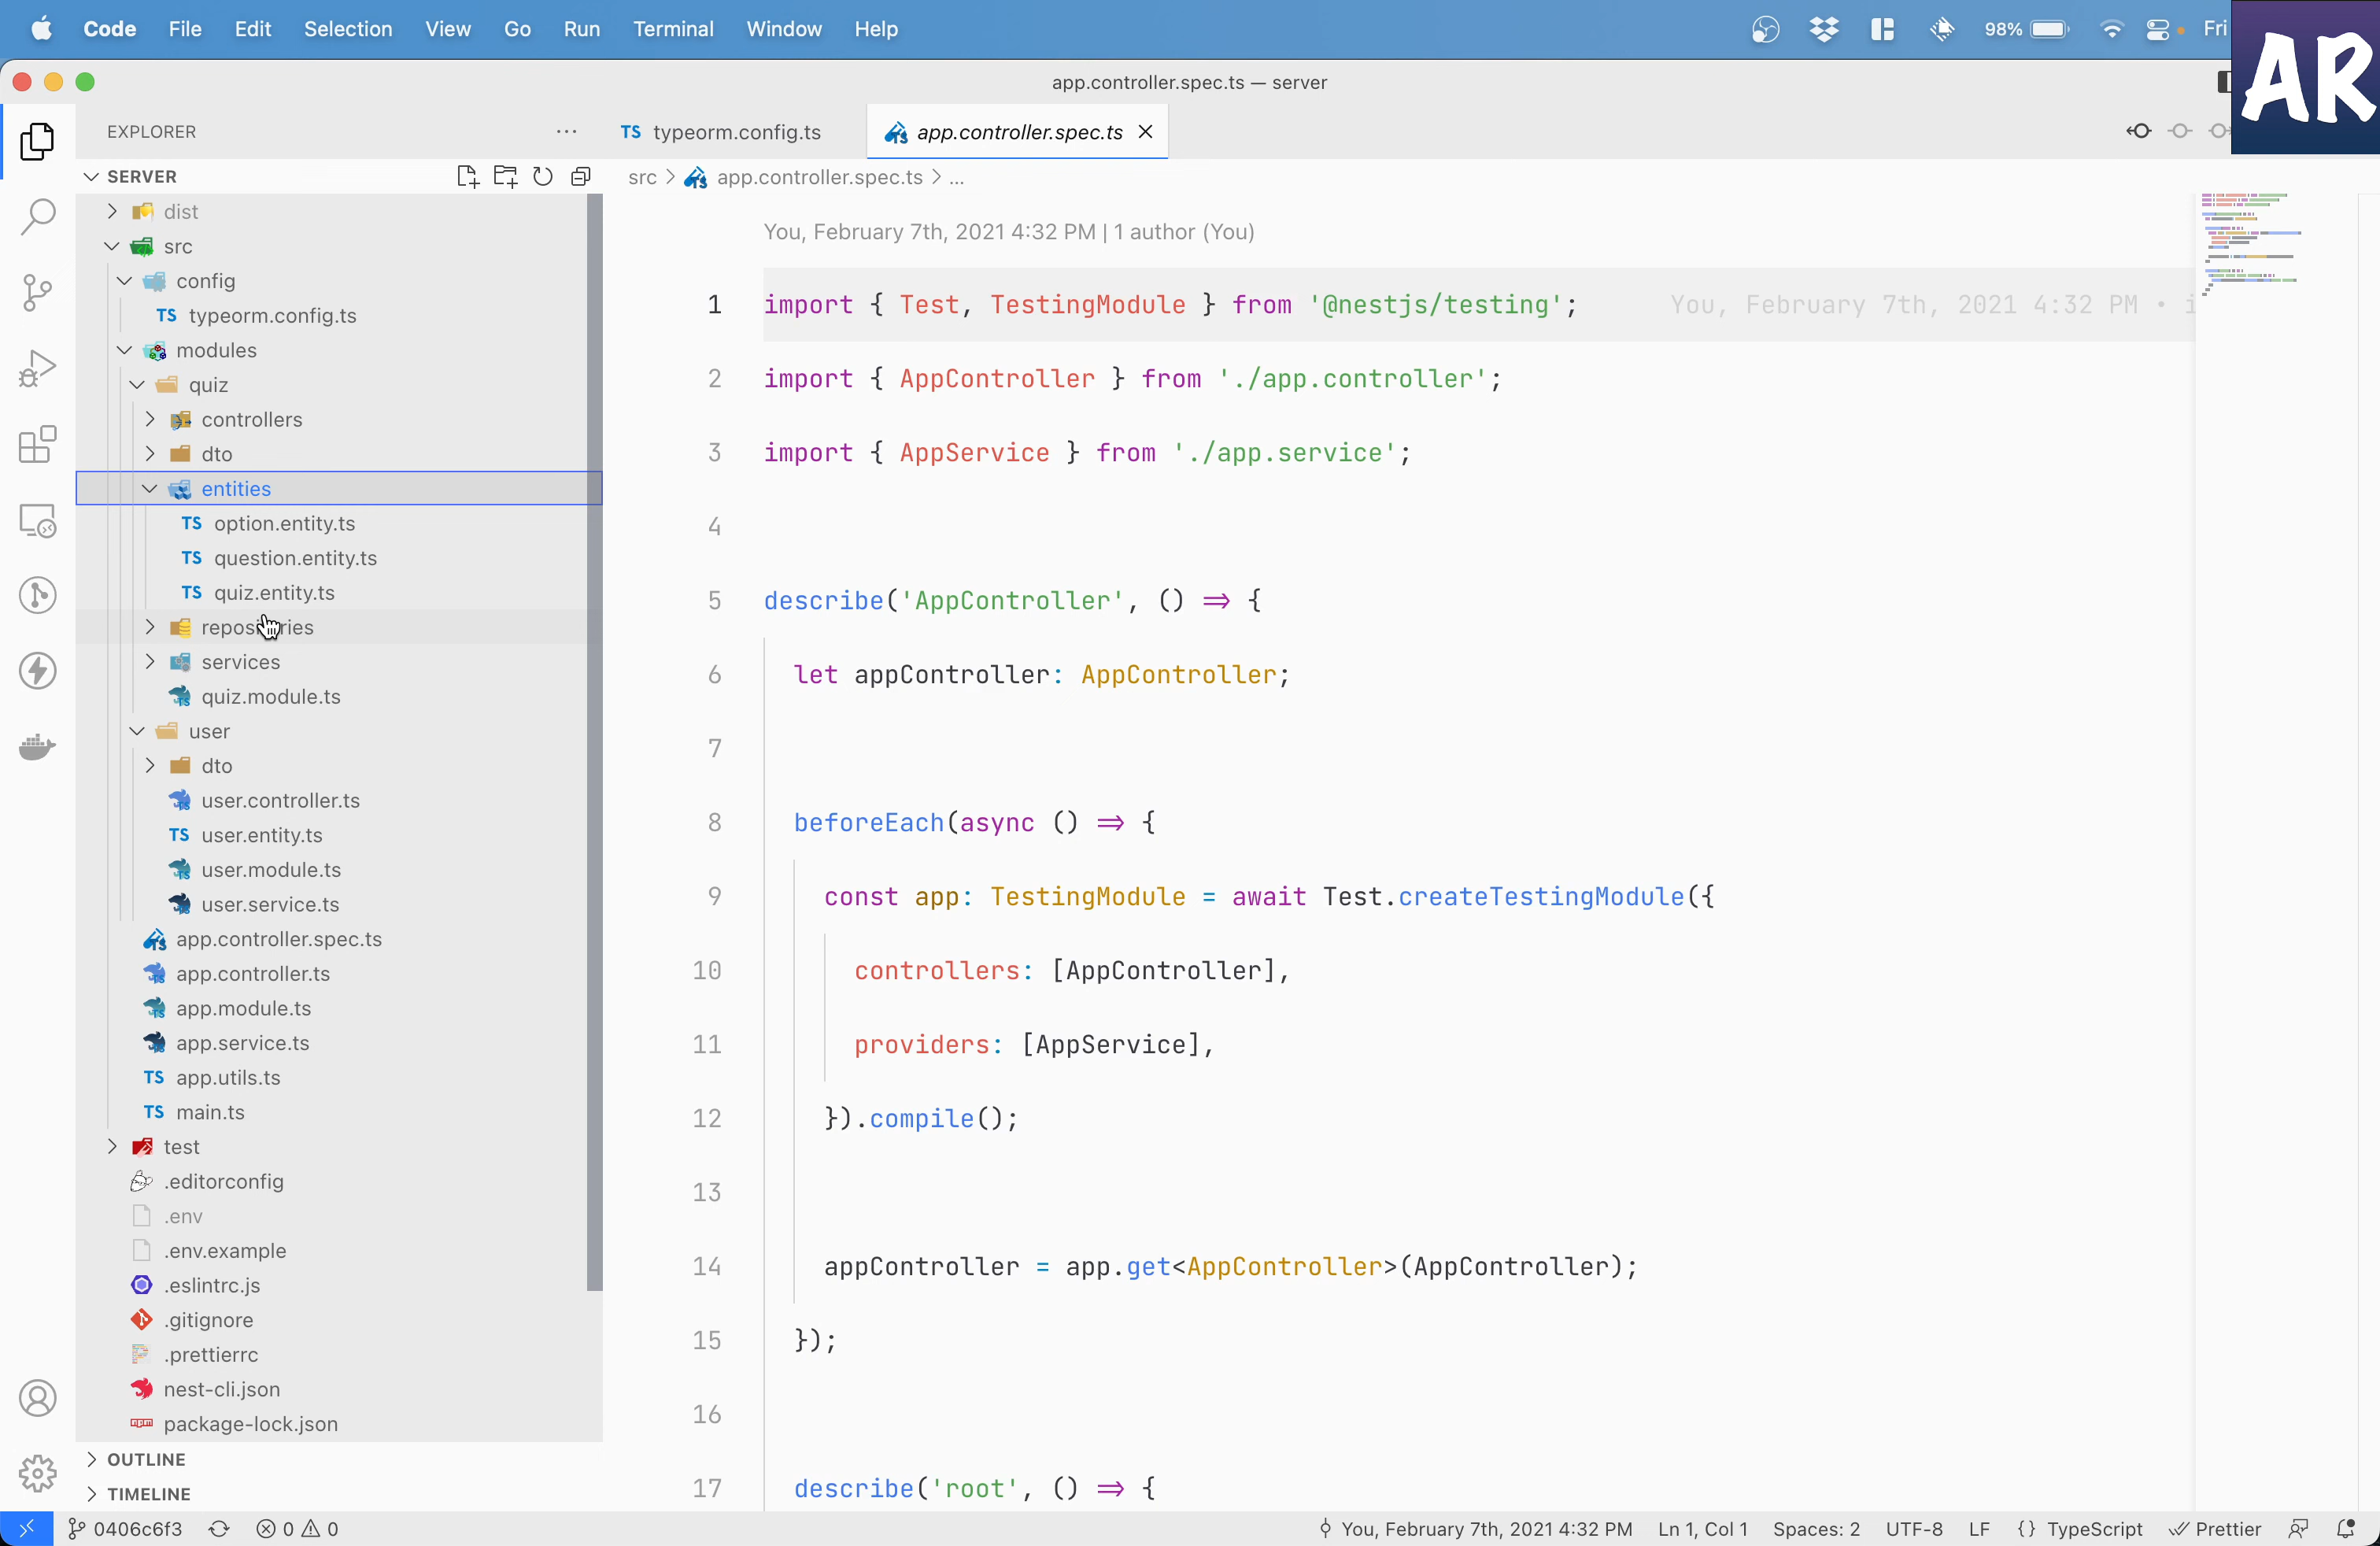 Code File Edit Selection View Go Run Terminal Window Help 98% Fri
AR
app.controller.spec.ts — server
EXPLORER
TS typeorm.config.ts
app.controller.spec.ts
SERVER
src > app.controller.spec.ts > ...
dist
src
config
TS typeorm.config.ts
modules
quiz
controllers
dto
entities
TS option.entity.ts
TS question.entity.ts
TS quiz.entity.ts
services
quiz.module.ts
user
dto
user.controller.ts
TS user.entity.ts
user.module.ts
user.service.ts
app.controller.spec.ts
app.controller.ts
app.module.ts
app.service.ts
TS app.utils.ts
TS main.ts
test
.editorconfig
.env
.env.example
.eslintrc.js
.gitignore
.prettierrc
nest-cli.json
package-lock.json
OUTLINE
TIMELINE
You, February 7th, 2021 4:32 PM | 1 author (You)
1 import { Test, TestingModule } from '@nestjs/testing'; You, February 7th, 2021 4:32 PM • i
2 import { AppController } from './app.controller';
3 import { AppService } from './app.service';
4
5 describe('AppController', () => {
6 let appController: AppController;
7
8 beforeEach(async () => {
9 const app: TestingModule = await Test.createTestingModule({
10 controllers: [AppController],
11 providers: [AppService],
12 }).compile();
13
14 appController = app.get<AppController>(AppController);
15 });
16
17 describe('root', () => {
0406c6f3 0 0 You, February 7th, 2021 4:32 PM Ln 1, Col 1 Spaces: 2 UTF-8 LF {} TypeScript Prettier